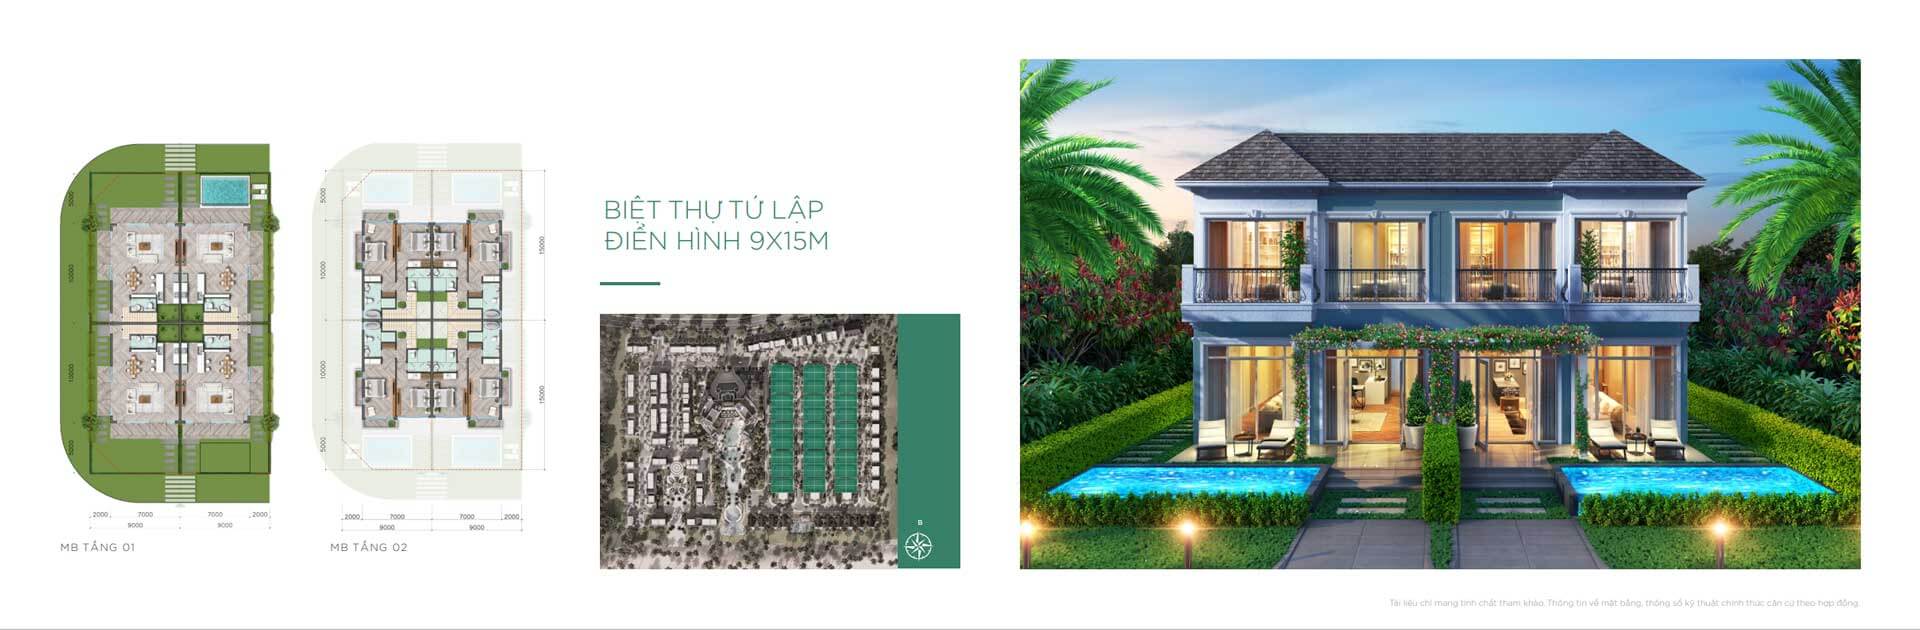 BIỆT THỰ TỨ LẬP
ĐIỂN HÌNH 9X15M
5000
10000
10000
5000
2000 7000 7000 2000
9000 9000
MB TẦNG 01
5000
10000
10000
5000
15000
15000
2000 7000 7000 2000
9000 9000
MB TẦNG 02
B
Tài liệu chỉ mang tính chất tham khảo. Thông tin về mặt bằng, thông số kỹ thuật chính thức căn cứ theo hợp đồng.